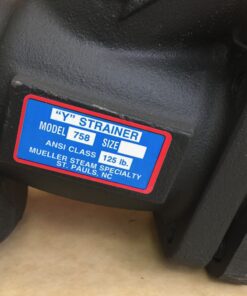 "Y" STRAINER
MODEL 758 SIZE
ANSI CLASS 125 lb.
MUELLER STEAM SPECIALTY
ST. PAULS, NC